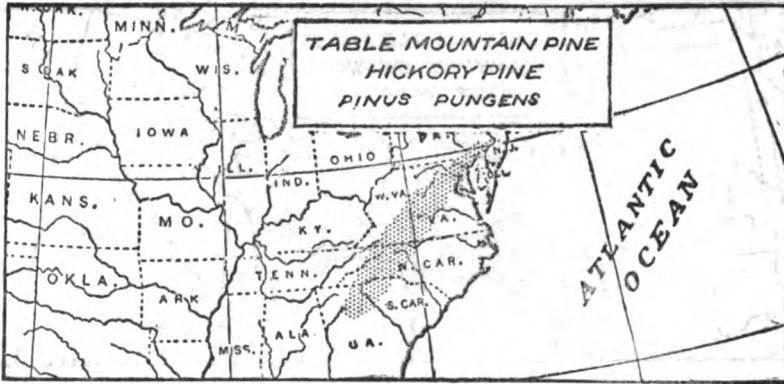 TABLE MOUNTAIN PINE
HICKORY PINE
PINUS PUNGENS
MINN.
WIS.
S DAK
NEBR.
IOWA
OHIO
IND.
N.J.
W.VA.
VA.
KANS.
MO.
KY.
OKLA.
ARK
TENN.
N. CAR.
S. CAR.
MISS.
ALA
GA.
ATLANTIC
OCEAN